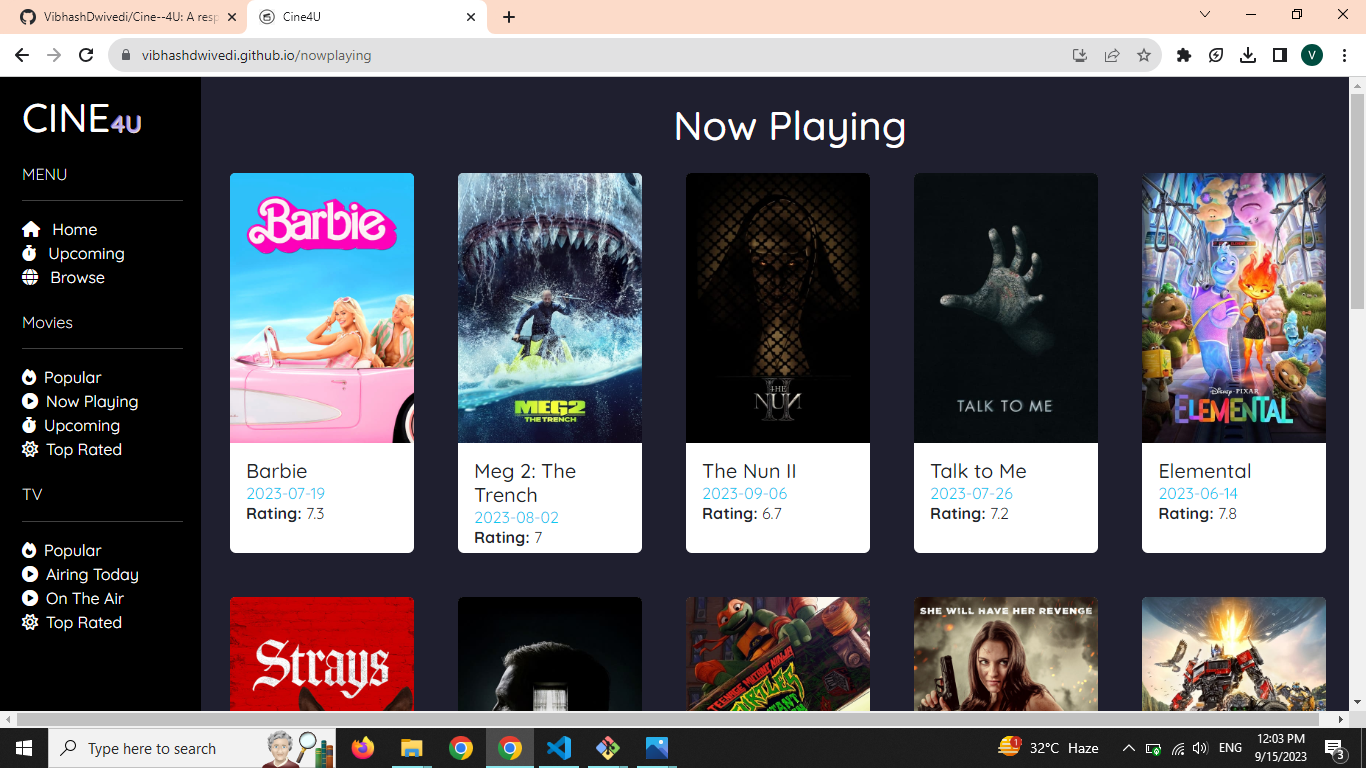 VibhashDwivedi/Cine--4U: A resp
Cine4U
vibhashdwivedi.github.io/nowplaying
V
CINE4U
MENU
Home
Upcoming
Browse
Movies
Popular
Now Playing
Upcoming
Top Rated
TV
Popular
Airing Today
On The Air
Top Rated
Now Playing
Barbie
MEG2
THE TRENCH
THE
NUN
II
TALK TO ME
Disney · PIXAR
ELEMENTAL
Barbie
2023-07-19
Rating: 7.3
Meg 2: The
Trench
2023-08-02
Rating: 7
The Nun II
2023-09-06
Rating: 6.7
Talk to Me
2023-07-26
Rating: 7.2
Elemental
2023-06-14
Rating: 7.8
Strays
TEENAGE MUTANT NINJA
TURTLES
MUTANT
SHE WILL HAVE HER REVENGE
Type here to search
1
32°C Haze
ENG
12:03 PM
9/15/2023
3